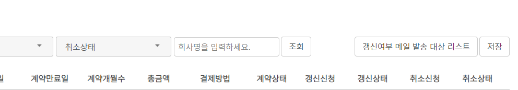 취소상태 회사명을 입력하세요. 조회 갱신여부 메일 발송 대상 리스트 저장
계약만료일 계약개월수 총금액 결제방법 계약상태 갱신신청 갱신상태 취소신청 취소상태